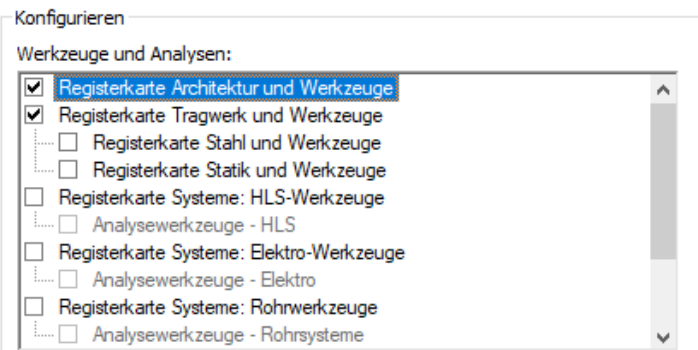 Konfigurieren
Werkzeuge und Analysen:
Registerkarte Architektur und Werkzeuge
Registerkarte Tragwerk und Werkzeuge
Registerkarte Stahl und Werkzeuge
Registerkarte Statik und Werkzeuge
Registerkarte Systeme: HLS-Werkzeuge
Analysewerkzeuge - HLS
Registerkarte Systeme: Elektro-Werkzeuge
Analysewerkzeuge - Elektro
Registerkarte Systeme: Rohrwerkzeuge
Analysewerkzeuge - Rohrsysteme